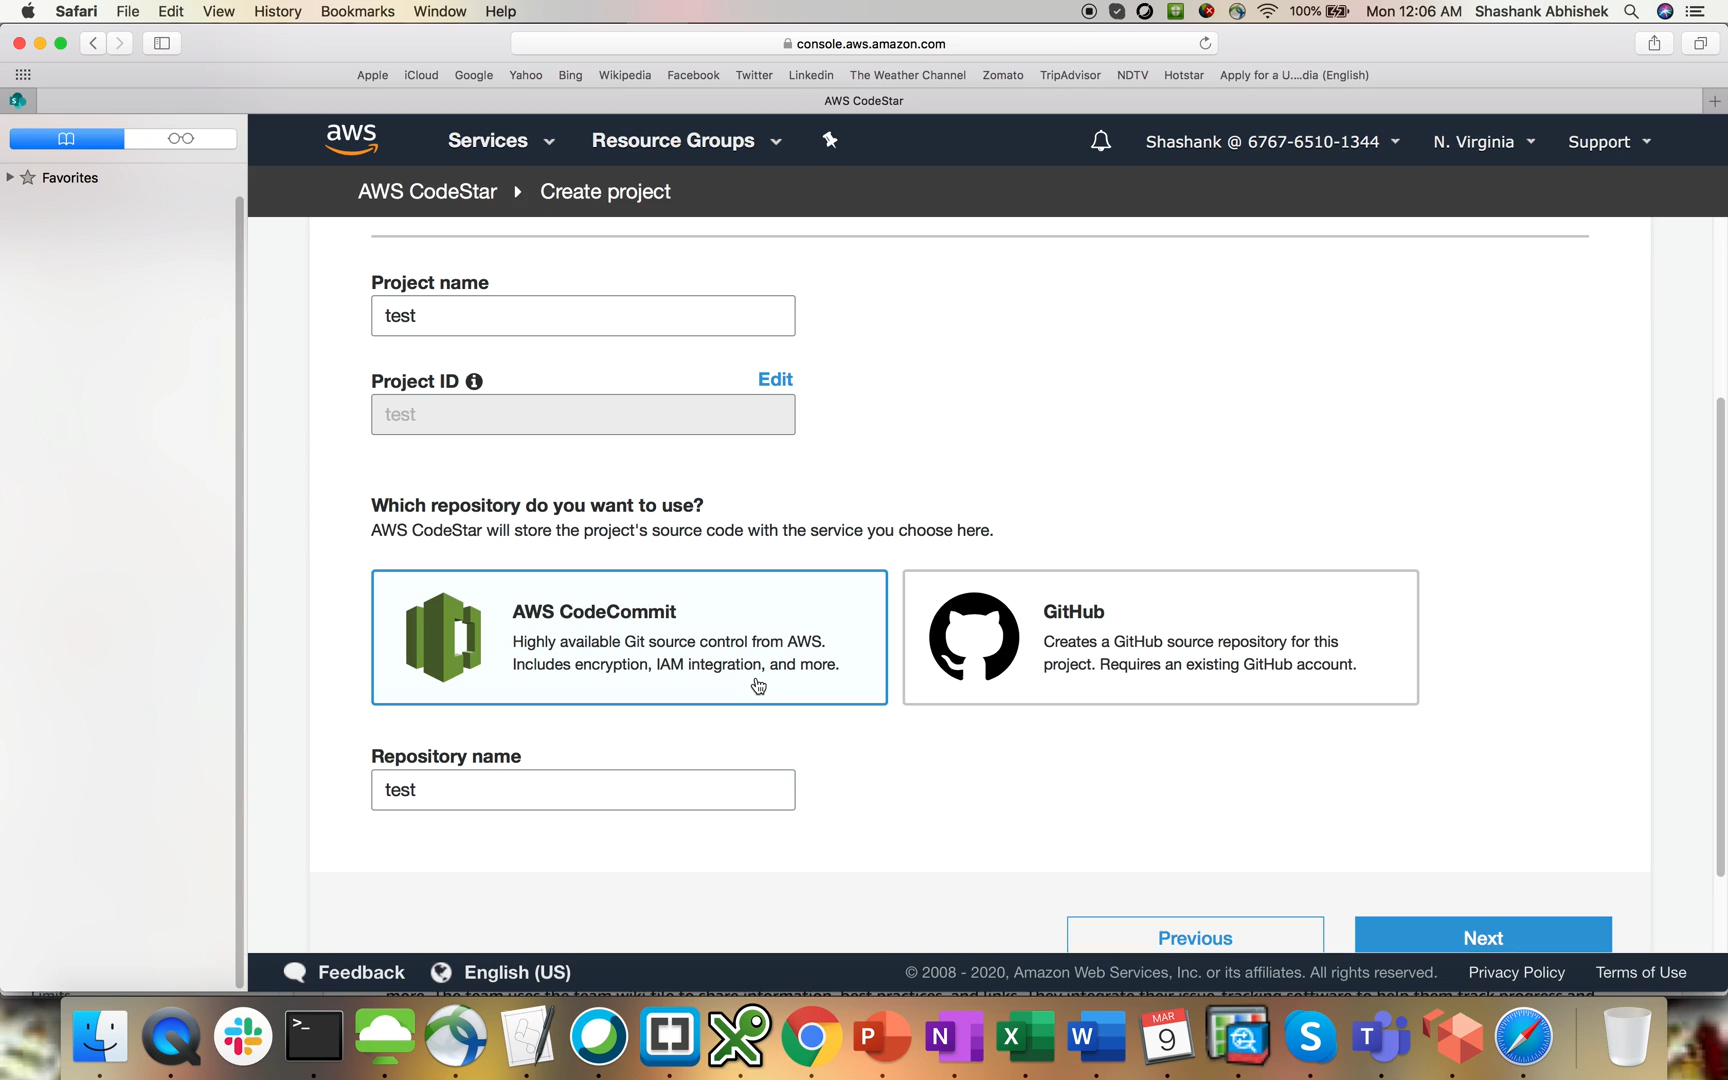 Safari File Edit View History Bookmarks Window Help 100% Mon 12:06 AM Shashank Abhishek
console.aws.amazon.com
Apple iCloud Google Yahoo Bing Wikipedia Facebook Twitter Linkedin The Weather Channel Zomato TripAdvisor NDTV Hotstar Apply for a U....dia (English)
AWS CodeStar
aws Services Resource Groups Shashank @ 6767-6510-1344 N. Virginia Support
Favorites
AWS CodeStar Create project
Project name
test
Project ID Edit
test
Which repository do you want to use?
AWS CodeStar will store the project's source code with the service you choose here.
AWS CodeCommit
Highly available Git source control from AWS.
Includes encryption, IAM integration, and more.
GitHub
Creates a GitHub source repository for this
project. Requires an existing GitHub account.
Repository name
test
Previous Next
Feedback English (US) © 2008 - 2020, Amazon Web Services, Inc. or its affiliates. All rights reserved. Privacy Policy Terms of Use
MAR
9